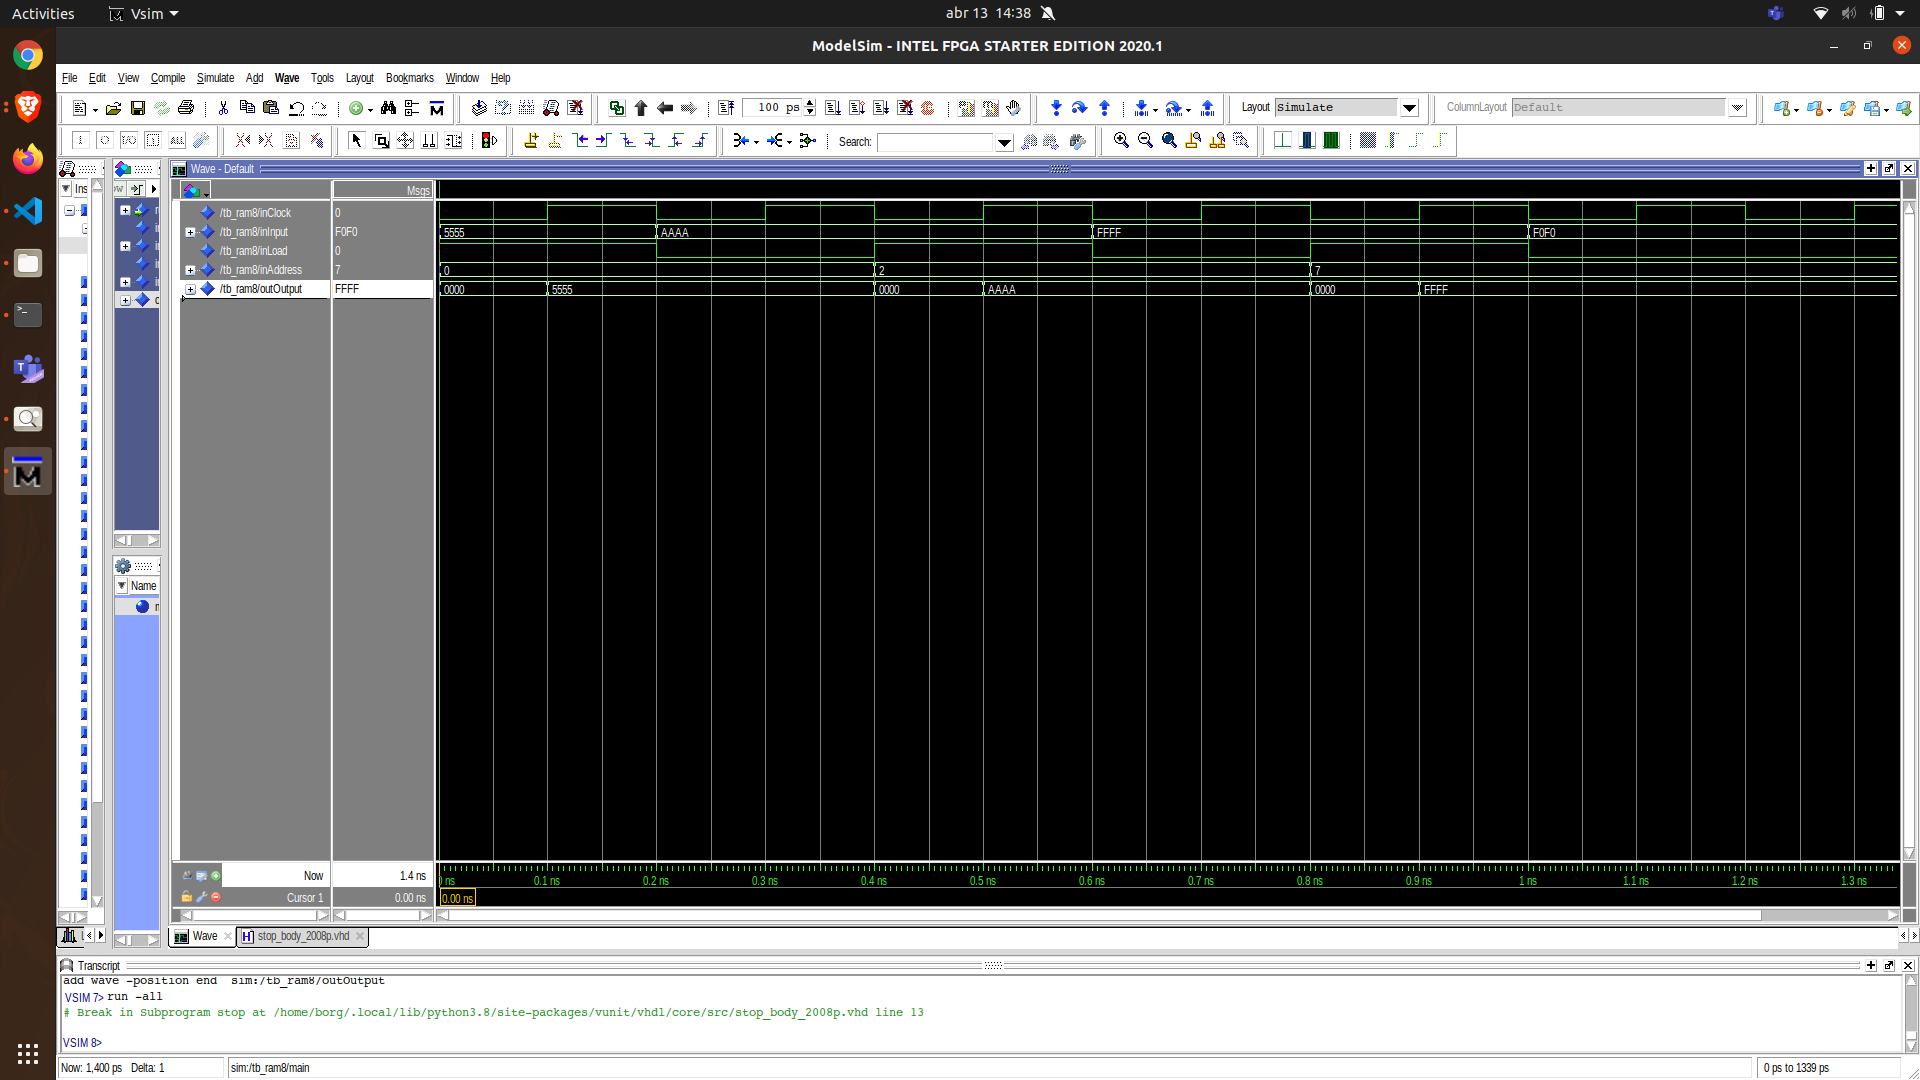 Activities
Vsim
abr 13 14:38
ModelSim - INTEL FPGA STARTER EDITION 2020.1
File Edit View Compile Simulate Add Wave Tools Layout Bookmarks Window Help
100 ps
Layout Simulate
ColumnLayout Default
Search:
Wave - Default
Ins
Msgs
/tb_ram8/inClock 0
/tb_ram8/inInput F0F0 5555 AAAA FFFF F0F0
/tb_ram8/inLoad 0
/tb_ram8/inAddress 7 0 2 7
/tb_ram8/outOutput FFFF 0000 5555 0000 AAAA 0000 FFFF
Name
Now 1.4 ns
ns 0.1 ns 0.2 ns 0.3 ns 0.4 ns 0.5 ns 0.6 ns 0.7 ns 0.8 ns 0.9 ns 1 ns 1.1 ns 1.2 ns 1.3 ns
Cursor 1 0.00 ns 0.00 ns
Wave stop_body_2008p.vhd
Transcript
add wave -position end  sim:/tb_ram8/outOutput
VSIM 7> run -all
# Break in Subprogram stop at /home/borg/.local/lib/python3.8/site-packages/vunit/vhdl/core/src/stop_body_2008p.vhd line 13
VSIM 8>
Now: 1,400 ps Delta: 1
sim:/tb_ram8/main
0 ps to 1339 ps